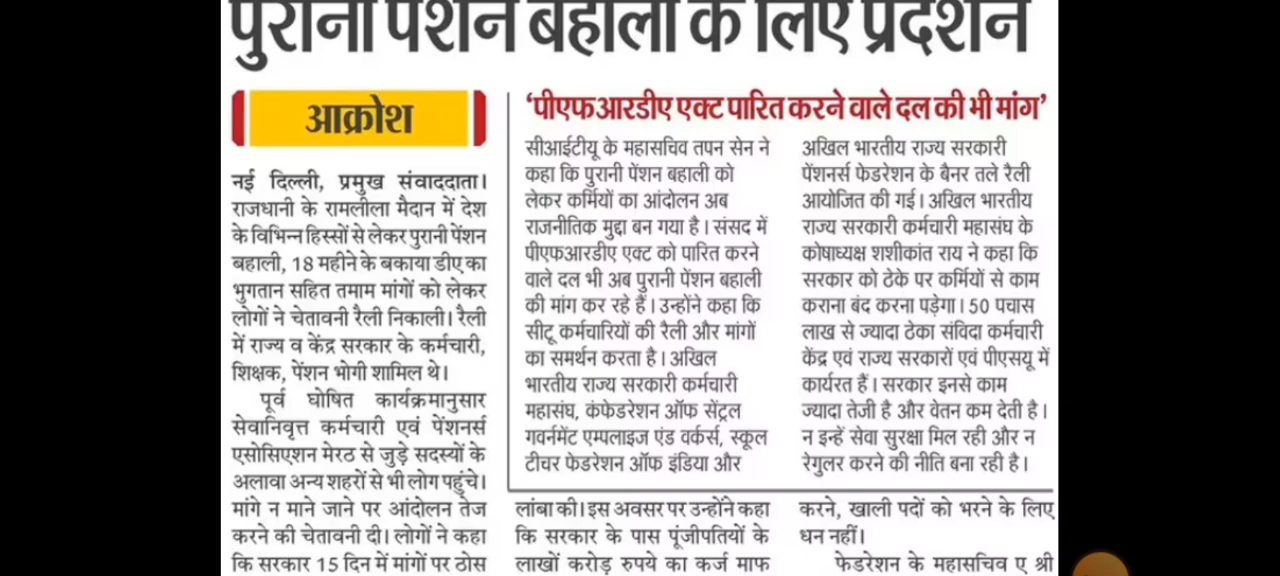 पुरानी पेंशन बहाली के लिए प्रदर्शन
आक्रोश
नई दिल्ली, प्रमुख संवाददाता।
राजधानी के रामलीला मैदान में देश
के विभिन्न हिस्सों से लेकर पुरानी पेंशन
बहाली, 18 महीने के बकाया डीए का
भुगतान सहित तमाम मांगों को लेकर
लोगों ने चेतावनी रैली निकाली। रैली
में राज्य व केंद्र सरकार के कर्मचारी,
शिक्षक, पेंशन भोगी शामिल थे।
पूर्व घोषित कार्यक्रमानुसार
सेवानिवृत्त कर्मचारी एवं पेंशनर्स
एसोसिएशन मेरठ से जुड़े सदस्यों के
अलावा अन्य शहरों से भी लोग पहुंचे।
मांगे न माने जाने पर आंदोलन तेज
करने की चेतावनी दी। लोगों ने कहा
कि सरकार 15 दिन में मांगों पर ठोस
‘पीएफआरडीए एक्ट पारित करने वाले दल की भी मांग’
सीआईटीयू के महासचिव तपन सेन ने
कहा कि पुरानी पेंशन बहाली को
लेकर कर्मियों का आंदोलन अब
राजनीतिक मुद्दा बन गया है। संसद में
पीएफआरडीए एक्ट को पारित करने
वाले दल भी अब पुरानी पेंशन बहाली
की मांग कर रहे हैं। उन्होंने कहा कि
सीटू कर्मचारियों की रैली और मांगों
का समर्थन करता है। अखिल
भारतीय राज्य सरकारी कर्मचारी
महासंघ, कंफेडरेशन ऑफ सेंट्रल
गवर्नमेंट एम्पलाइज एंड वर्कर्स, स्कूल
टीचर फेडरेशन ऑफ इंडिया और
अखिल भारतीय राज्य सरकारी
पेंशनर्स फेडरेशन के बैनर तले रैली
आयोजित की गई। अखिल भारतीय
राज्य सरकारी कर्मचारी महासंघ के
कोषाध्यक्ष शशीकांत राय ने कहा कि
सरकार को ठेके पर कर्मियों से काम
कराना बंद करना पड़ेगा। 50 पचास
लाख से ज्यादा ठेका संविदा कर्मचारी
केंद्र एवं राज्य सरकारों एवं पीएसयू में
कार्यरत हैं। सरकार इनसे काम
ज्यादा तेजी है और वेतन कम देती है।
न इन्हें सेवा सुरक्षा मिल रही और न
रेगुलर करने की नीति बना रही है।
लांबा की। इस अवसर पर उन्होंने कहा
कि सरकार के पास पूंजीपतियों के
लाखों करोड़ रुपये का कर्ज माफ
करने, खाली पदों को भरने के लिए
धन नहीं।
फेडरेशन के महासचिव ए श्री